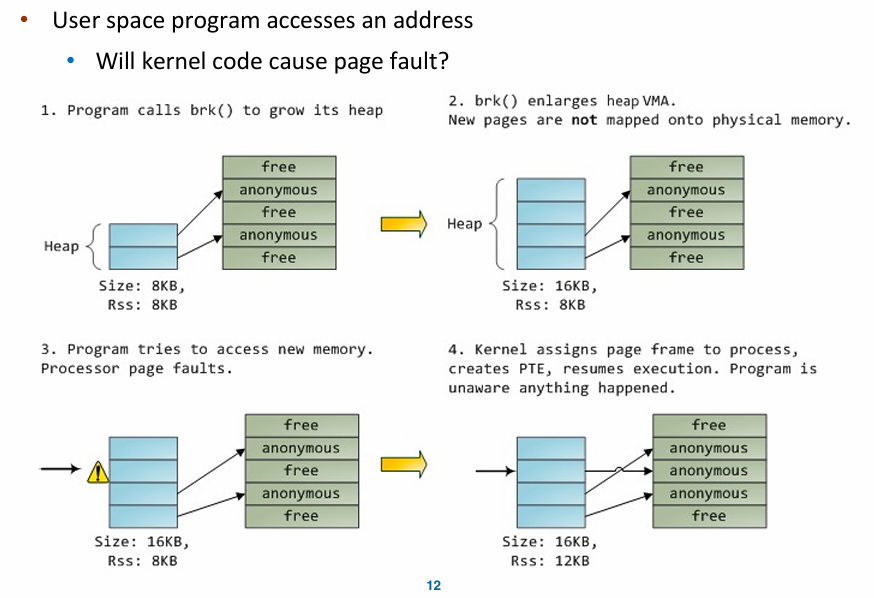 • User space program accesses an address
• Will kernel code cause page fault?
1. Program calls brk() to grow its heap
free
anonymous
free
anonymous
free
Heap
Size: 8KB,
Rss: 8KB
2. brk() enlarges heap VMA.
New pages are not mapped onto physical memory.
free
anonymous
free
anonymous
free
Heap
Size: 16KB,
Rss: 8KB
3. Program tries to access new memory.
Processor page faults.
free
anonymous
free
anonymous
free
Size: 16KB,
Rss: 8KB
4. Kernel assigns page frame to process,
creates PTE, resumes execution. Program is
unaware anything happened.
free
anonymous
anonymous
anonymous
free
Size: 16KB,
Rss: 12KB
12